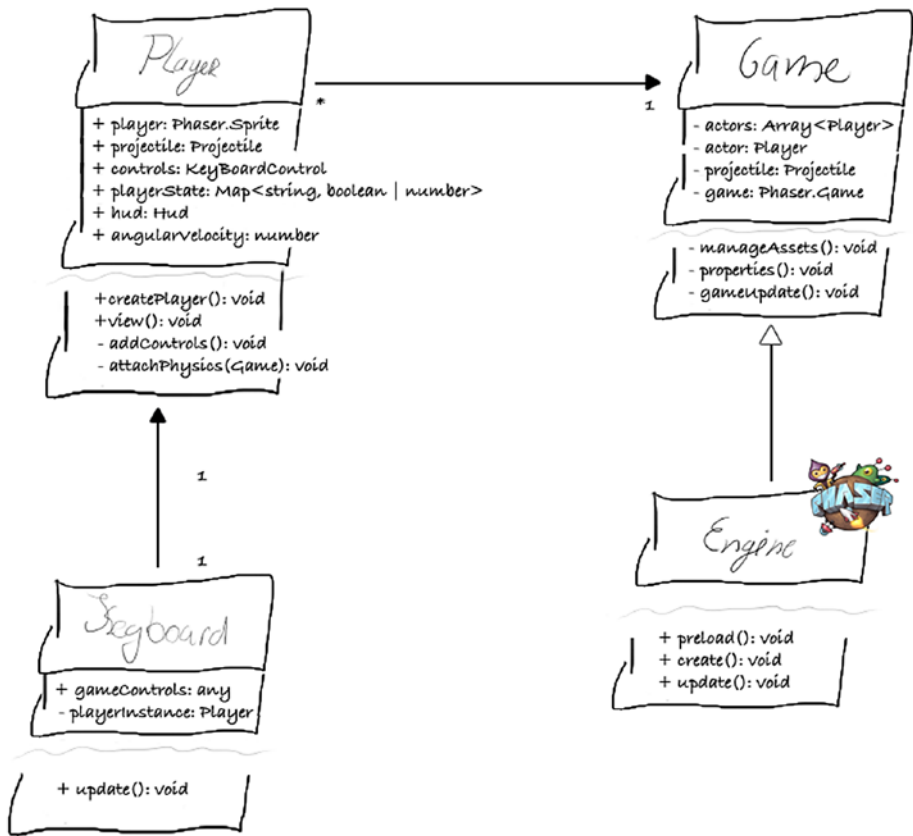 Player
+ player: Phaser.Sprite
+ projectile: Projectile
+ controls: KeyBoardControl
+ playerState: Map<string, boolean | number>
+ hud: Hud
+ angularVelocity: number
+createPlayer(): void
+view(): void
- addControls(): void
- attachPhysics(Game): void
*
1
Game
- actors: Array<Player>
- actor: Player
- projectile: Projectile
- game: Phaser.Game
- manageAssets(): void
- properties(): void
- gameUpdate(): void
1
1
Keyboard
+ gameControls: any
- playerInstance: Player
+ update(): void
PHASER
Engine
+ preload(): void
+ create(): void
+ update(): void